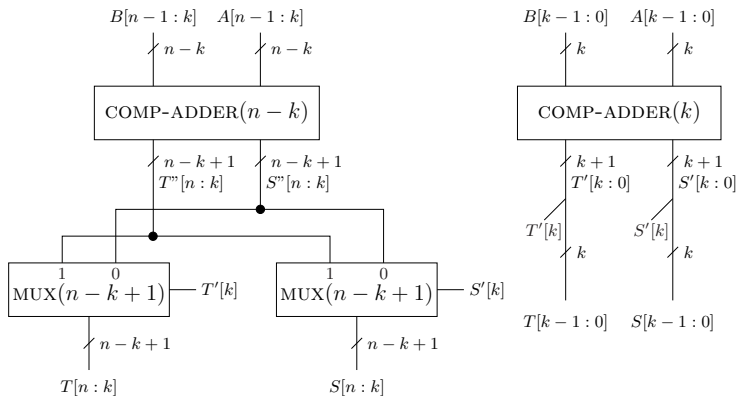 B[n−1 : k] A[n−1 : k] B[k−1 : 0] A[k−1 : 0]
n−k n−k k k
COMP-ADDER(n − k) COMP-ADDER(k)
n−k+1 n−k+1 k+1 k+1
T”[n : k] S”[n : k] T′[k : 0] S′[k : 0]
T′[k] S′[k]
k k
1 0 1 0
MUX(n − k + 1) T′[k] MUX(n − k + 1) S′[k]
T[k−1 : 0] S[k−1 : 0]
n−k+1 n−k+1
T[n : k] S[n : k]